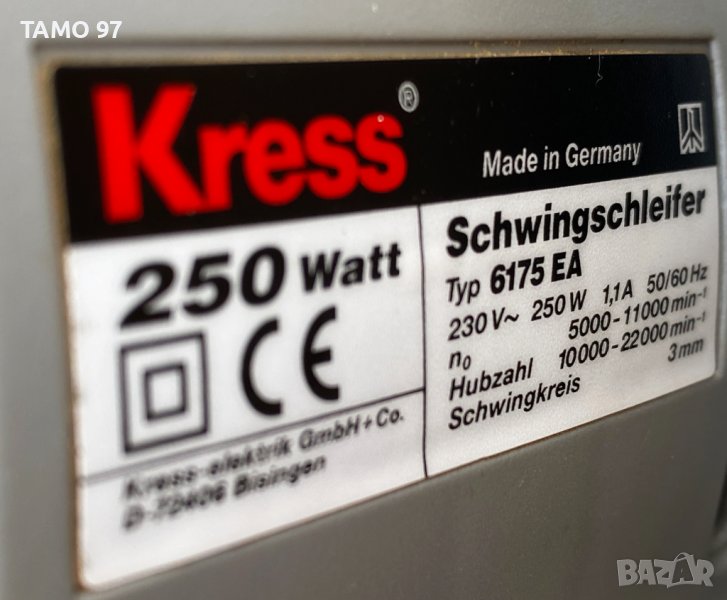 TAMO 97
Kress®
Made in Germany
250 Watt
CE
Kress-elektrik GmbH + Co.
D-72406 Bisingen
Schwingschleifer
Typ 6175 EA
230 V~ 250 W 1,1A 50/60 Hz
n₀ 5000-11000 min⁻¹
Hubzahl 10000-22000 min⁻¹
Schwingkreis 3 mm
BAZAR